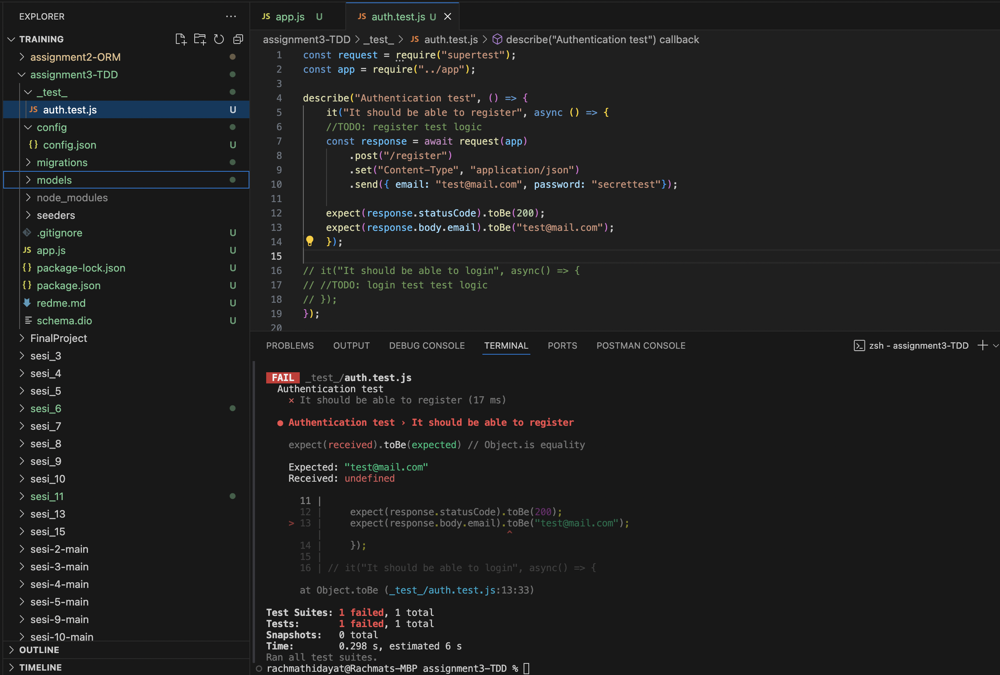 EXPLORER
TRAINING
assignment2-ORM
assignment3-TDD
_test_
JS auth.test.js U
config
{} config.json U
migrations
models
node_modules
seeders
.gitignore U
JS app.js U
{} package-lock.json U
{} package.json U
redme.md U
schema.dio U
FinalProject
sesi_3
sesi_4
sesi_5
sesi_6
sesi_7
sesi_8
sesi_9
sesi_10
sesi_11
sesi_13
sesi_15
sesi-2-main
sesi-3-main
sesi-4-main
sesi-5-main
sesi-9-main
sesi-10-main
OUTLINE
TIMELINE
JS app.js U JS auth.test.js U
assignment3-TDD > _test_ > JS auth.test.js > describe("Authentication test") callback
1 const request = require("supertest");
2 const app = require("../app");
3
4 describe("Authentication test", () => {
5 it("It should be able to register", async () => {
6 //TODO: register test logic
7 const response = await request(app)
8 .post("/register")
9 .set("Content-Type", "application/json")
10 .send({ email: "test@mail.com", password: "secrettest"});
11
12 expect(response.statusCode).toBe(200);
13 expect(response.body.email).toBe("test@mail.com");
14 });
15
16 // it("It should be able to login", async() => {
17 // //TODO: login test test logic
18 // });
19 });
20
PROBLEMS OUTPUT DEBUG CONSOLE TERMINAL PORTS POSTMAN CONSOLE zsh - assignment3-TDD
FAIL _test_/auth.test.js
Authentication test
× It should be able to register (17 ms)
● Authentication test › It should be able to register
expect(received).toBe(expected) // Object.is equality
Expected: "test@mail.com"
Received: undefined
11 |
12 | expect(response.statusCode).toBe(200);
> 13 | expect(response.body.email).toBe("test@mail.com");
| ^
14 | });
15 |
16 | // it("It should be able to login", async() => {
at Object.toBe (_test_/auth.test.js:13:33)
Test Suites: 1 failed, 1 total
Tests: 1 failed, 1 total
Snapshots: 0 total
Time: 0.298 s, estimated 6 s
Ran all test suites.
rachmathidayat@Rachmats-MBP assignment3-TDD %